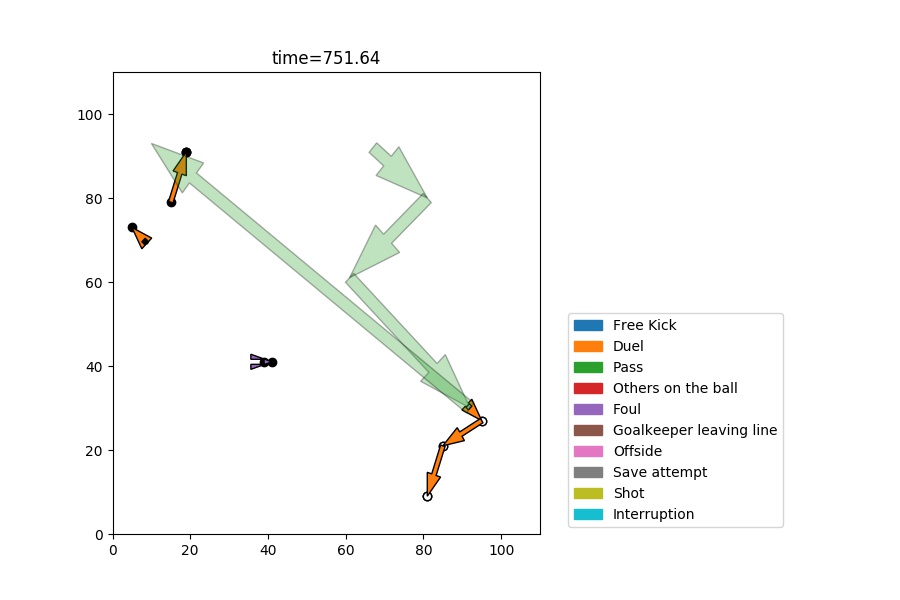 time=751.64
100
80
60
40
20
0
0 20 40 60 80 100
Free Kick
Duel
Pass
Others on the ball
Foul
Goalkeeper leaving line
Offside
Save attempt
Shot
Interruption